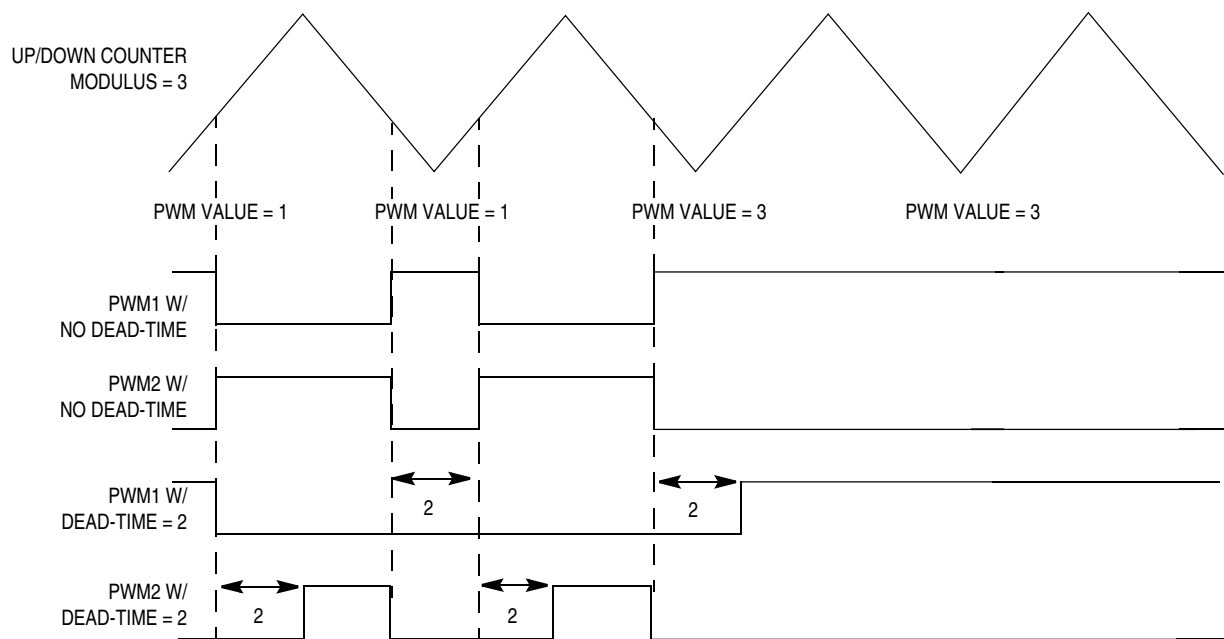 UP/DOWN COUNTER
MODULUS = 3
PWM VALUE = 1
PWM VALUE = 1
PWM VALUE = 3
PWM VALUE = 3
PWM1 W/
NO DEAD-TIME
PWM2 W/
NO DEAD-TIME
PWM1 W/
DEAD-TIME = 2
2
2
PWM2 W/
DEAD-TIME = 2
2
2